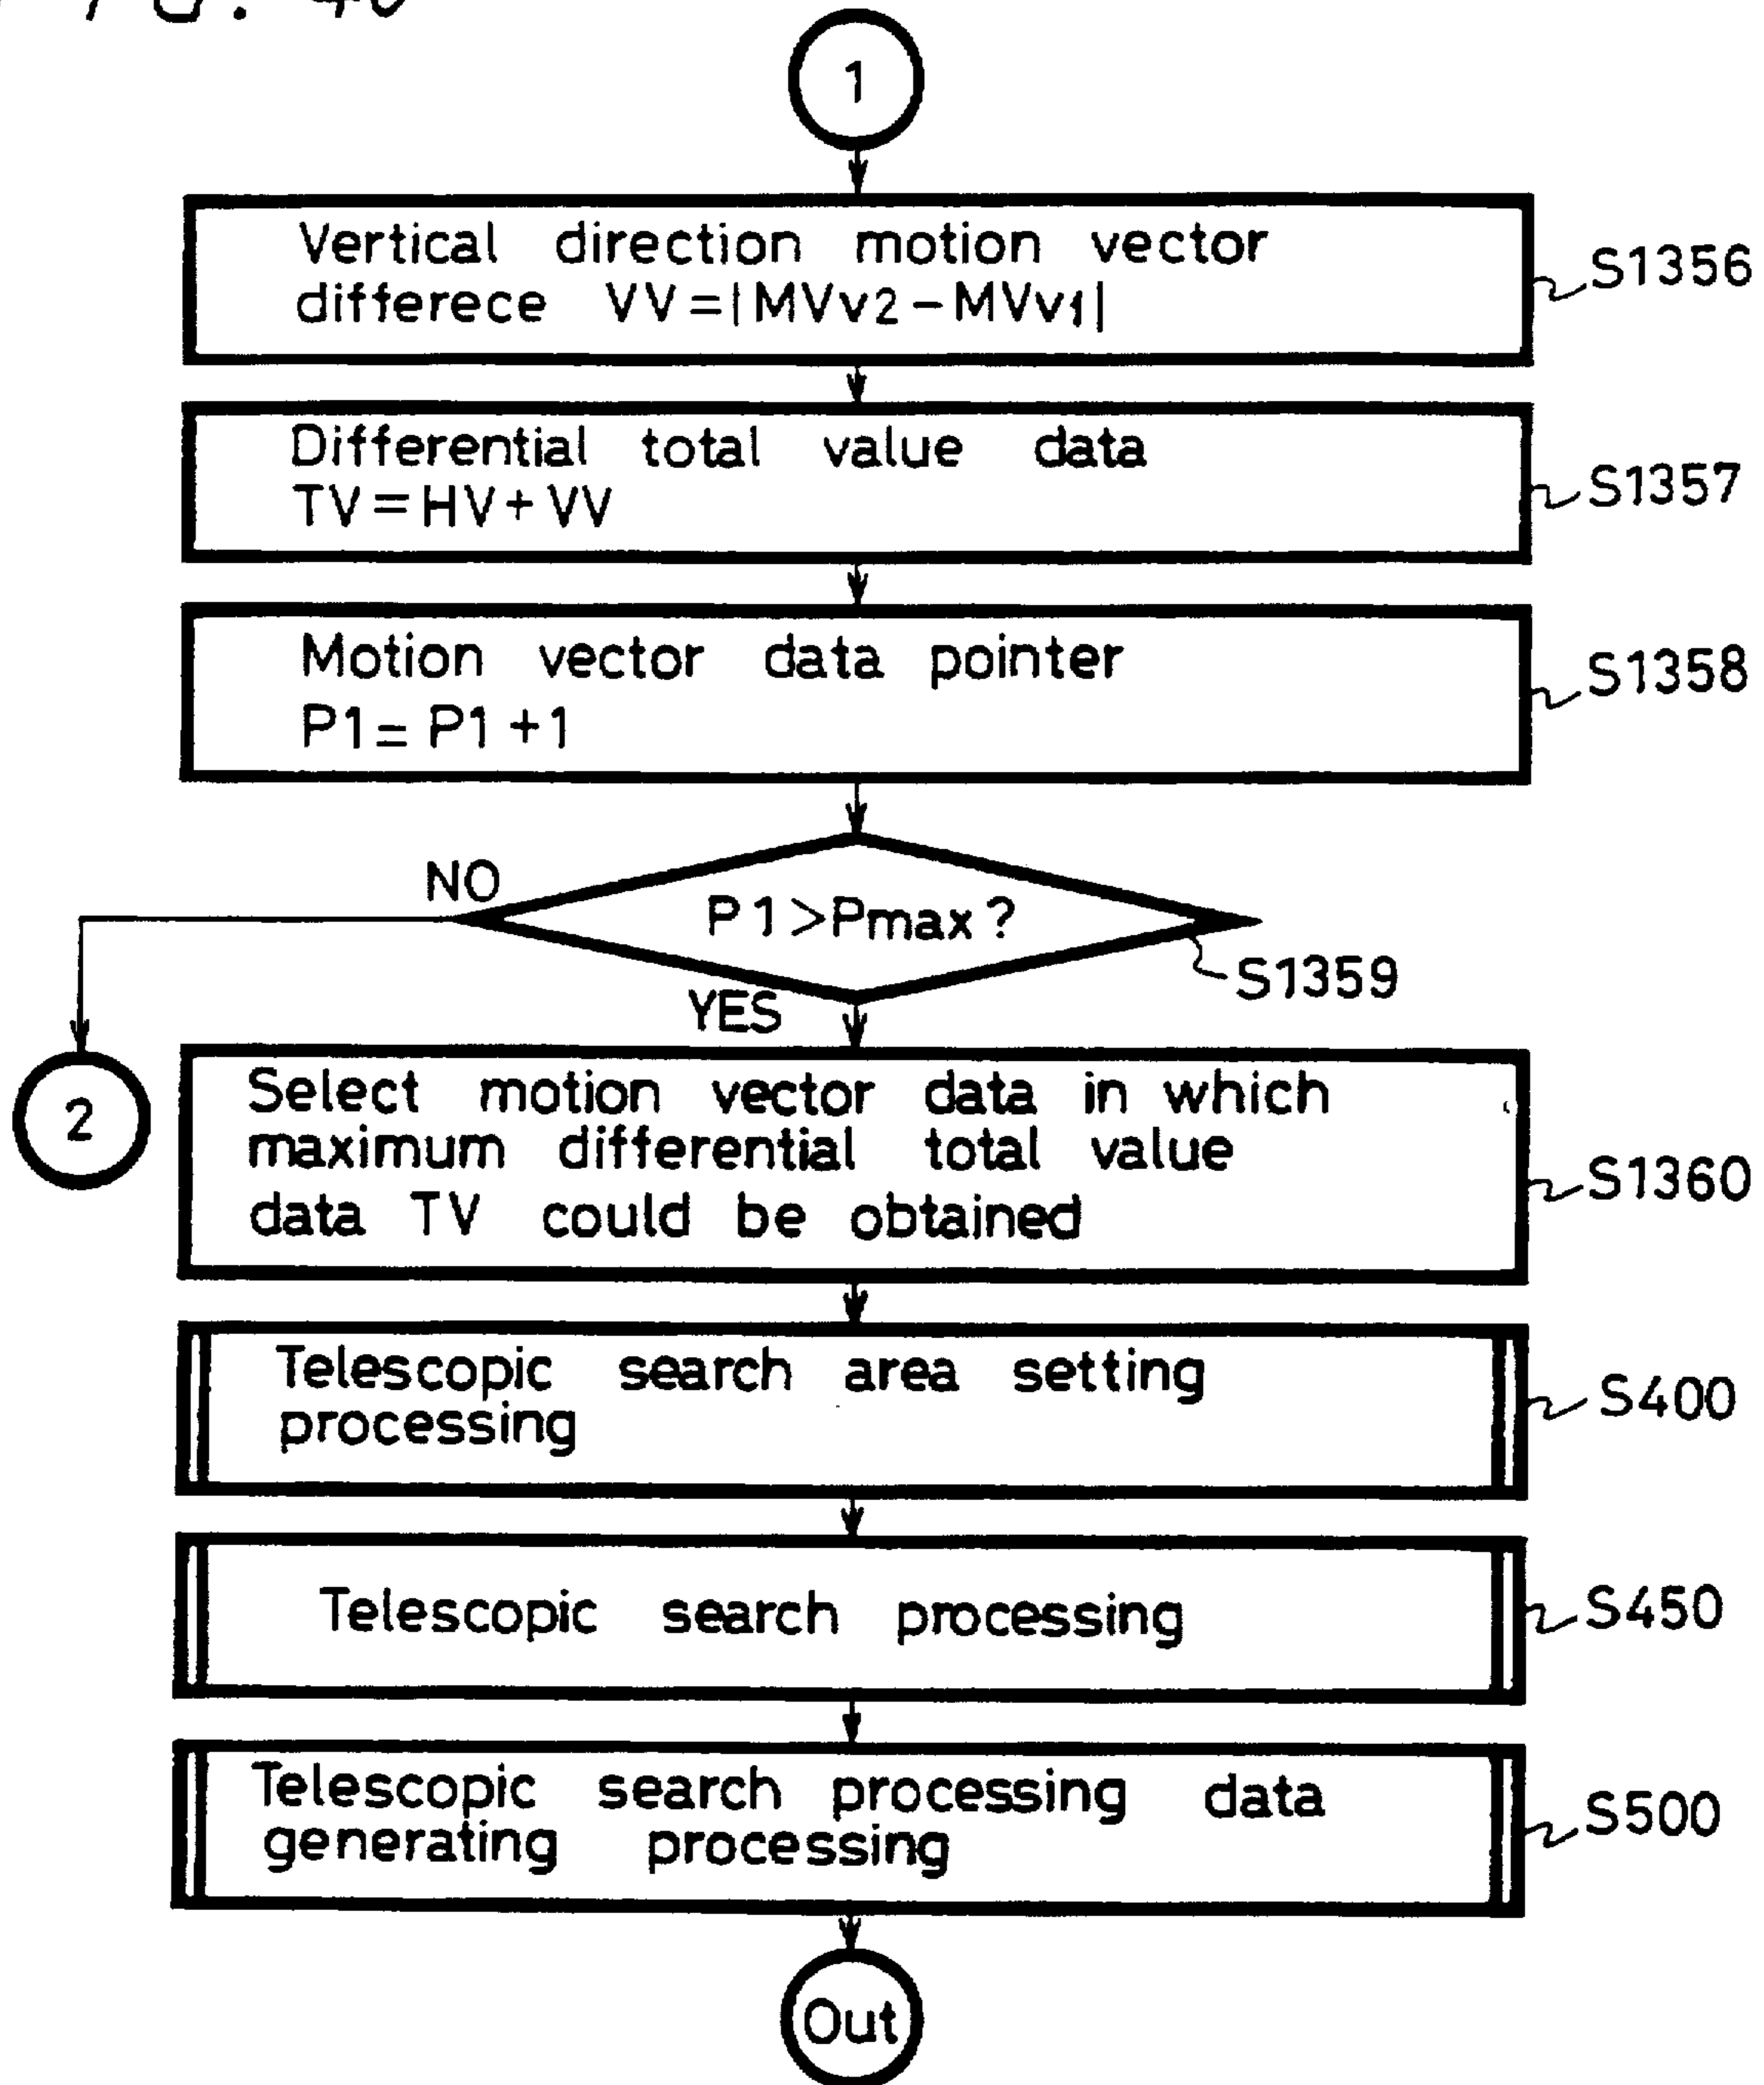 1
Vertical direction motion vector
differece VV=|MVv2-MVv1|
S1356
Differential total value data
TV=HV+VV
S1357
Motion vector data pointer
P1=P1+1
S1358
NO
P1>Pmax?
S1359
YES
2
Select motion vector data in which
maximum differential total value
data TV could be obtained
S1360
Telescopic search area setting
processing
S400
Telescopic search processing
S450
Telescopic search processing data
generating processing
S500
Out